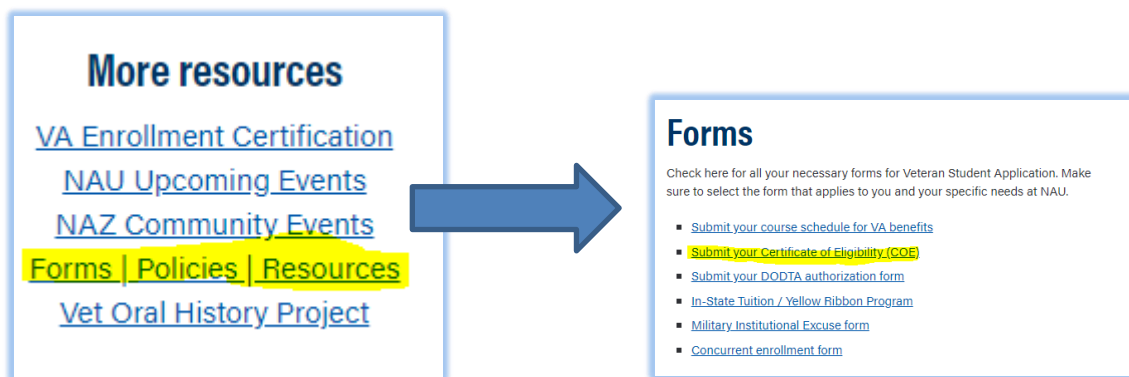 More resources
VA Enrollment Certification
NAU Upcoming Events
NAZ Community Events
Forms | Policies | Resources
Vet Oral History Project
Forms
Check here for all your necessary forms for Veteran Student Application. Make
sure to select the form that applies to you and your specific needs at NAU.
Submit your course schedule for VA benefits
Submit your Certificate of Eligibility (COE)
Submit your DODTA authorization form
In-State Tuition / Yellow Ribbon Program
Military Institutional Excuse form
Concurrent enrollment form